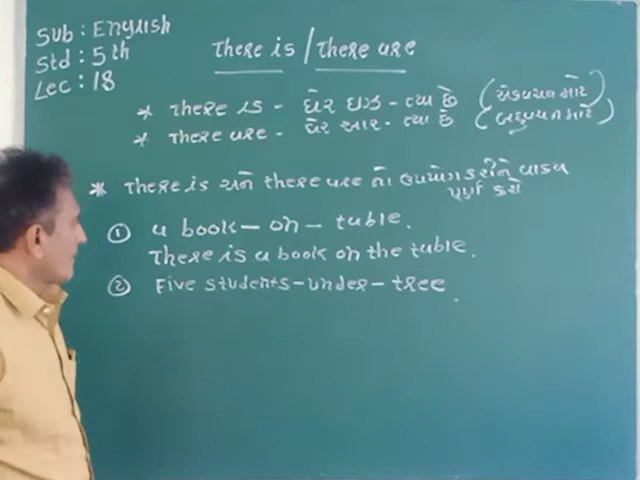 Sub : English
Std : 5th
Lec : 18
There is / There are
* There is - ધેર ઇઝ - ત્યાં છે (એકવચન માટે)
* There are - ધેર આર - ત્યાં છે (બહુવચન માટે)
* There is અને there are નો ઉપયોગ કરીને વાક્ય
પૂર્ણ કરો
① a book - on - table.
There is a book on the table.
② Five students - under - tree.